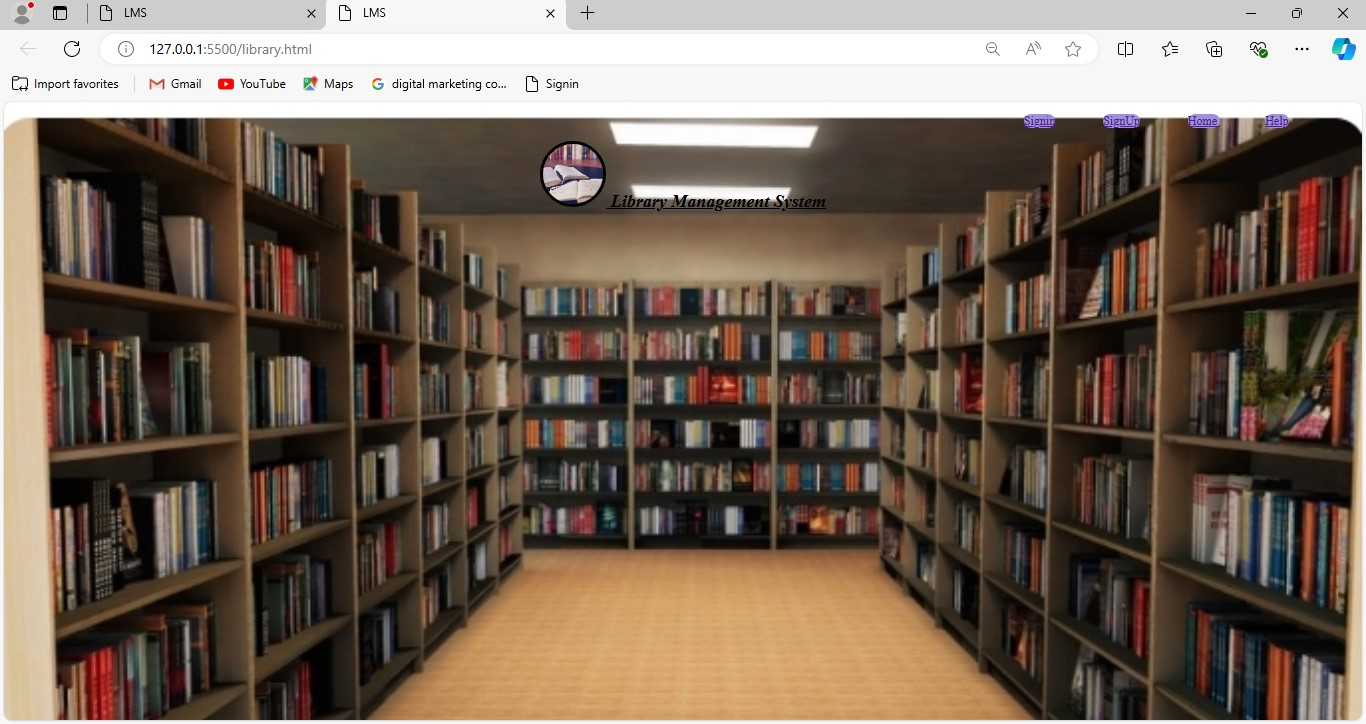 LMS
LMS
127.0.0.1:5500/library.html
Import favorites
Gmail
YouTube
Maps
digital marketing co...
Signin
Signin
SignUp
Home
Help
Library Management System